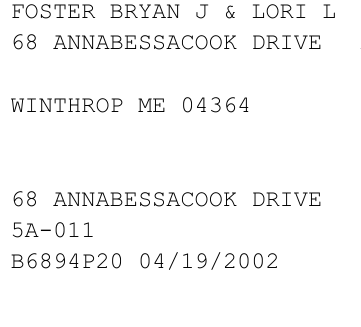 FOSTER BRYAN J & LORI L
68 ANNABESSACOOK DRIVE
WINTHROP ME 04364
68 ANNABESSACOOK DRIVE
5A-011
B6894P20 04/19/2002